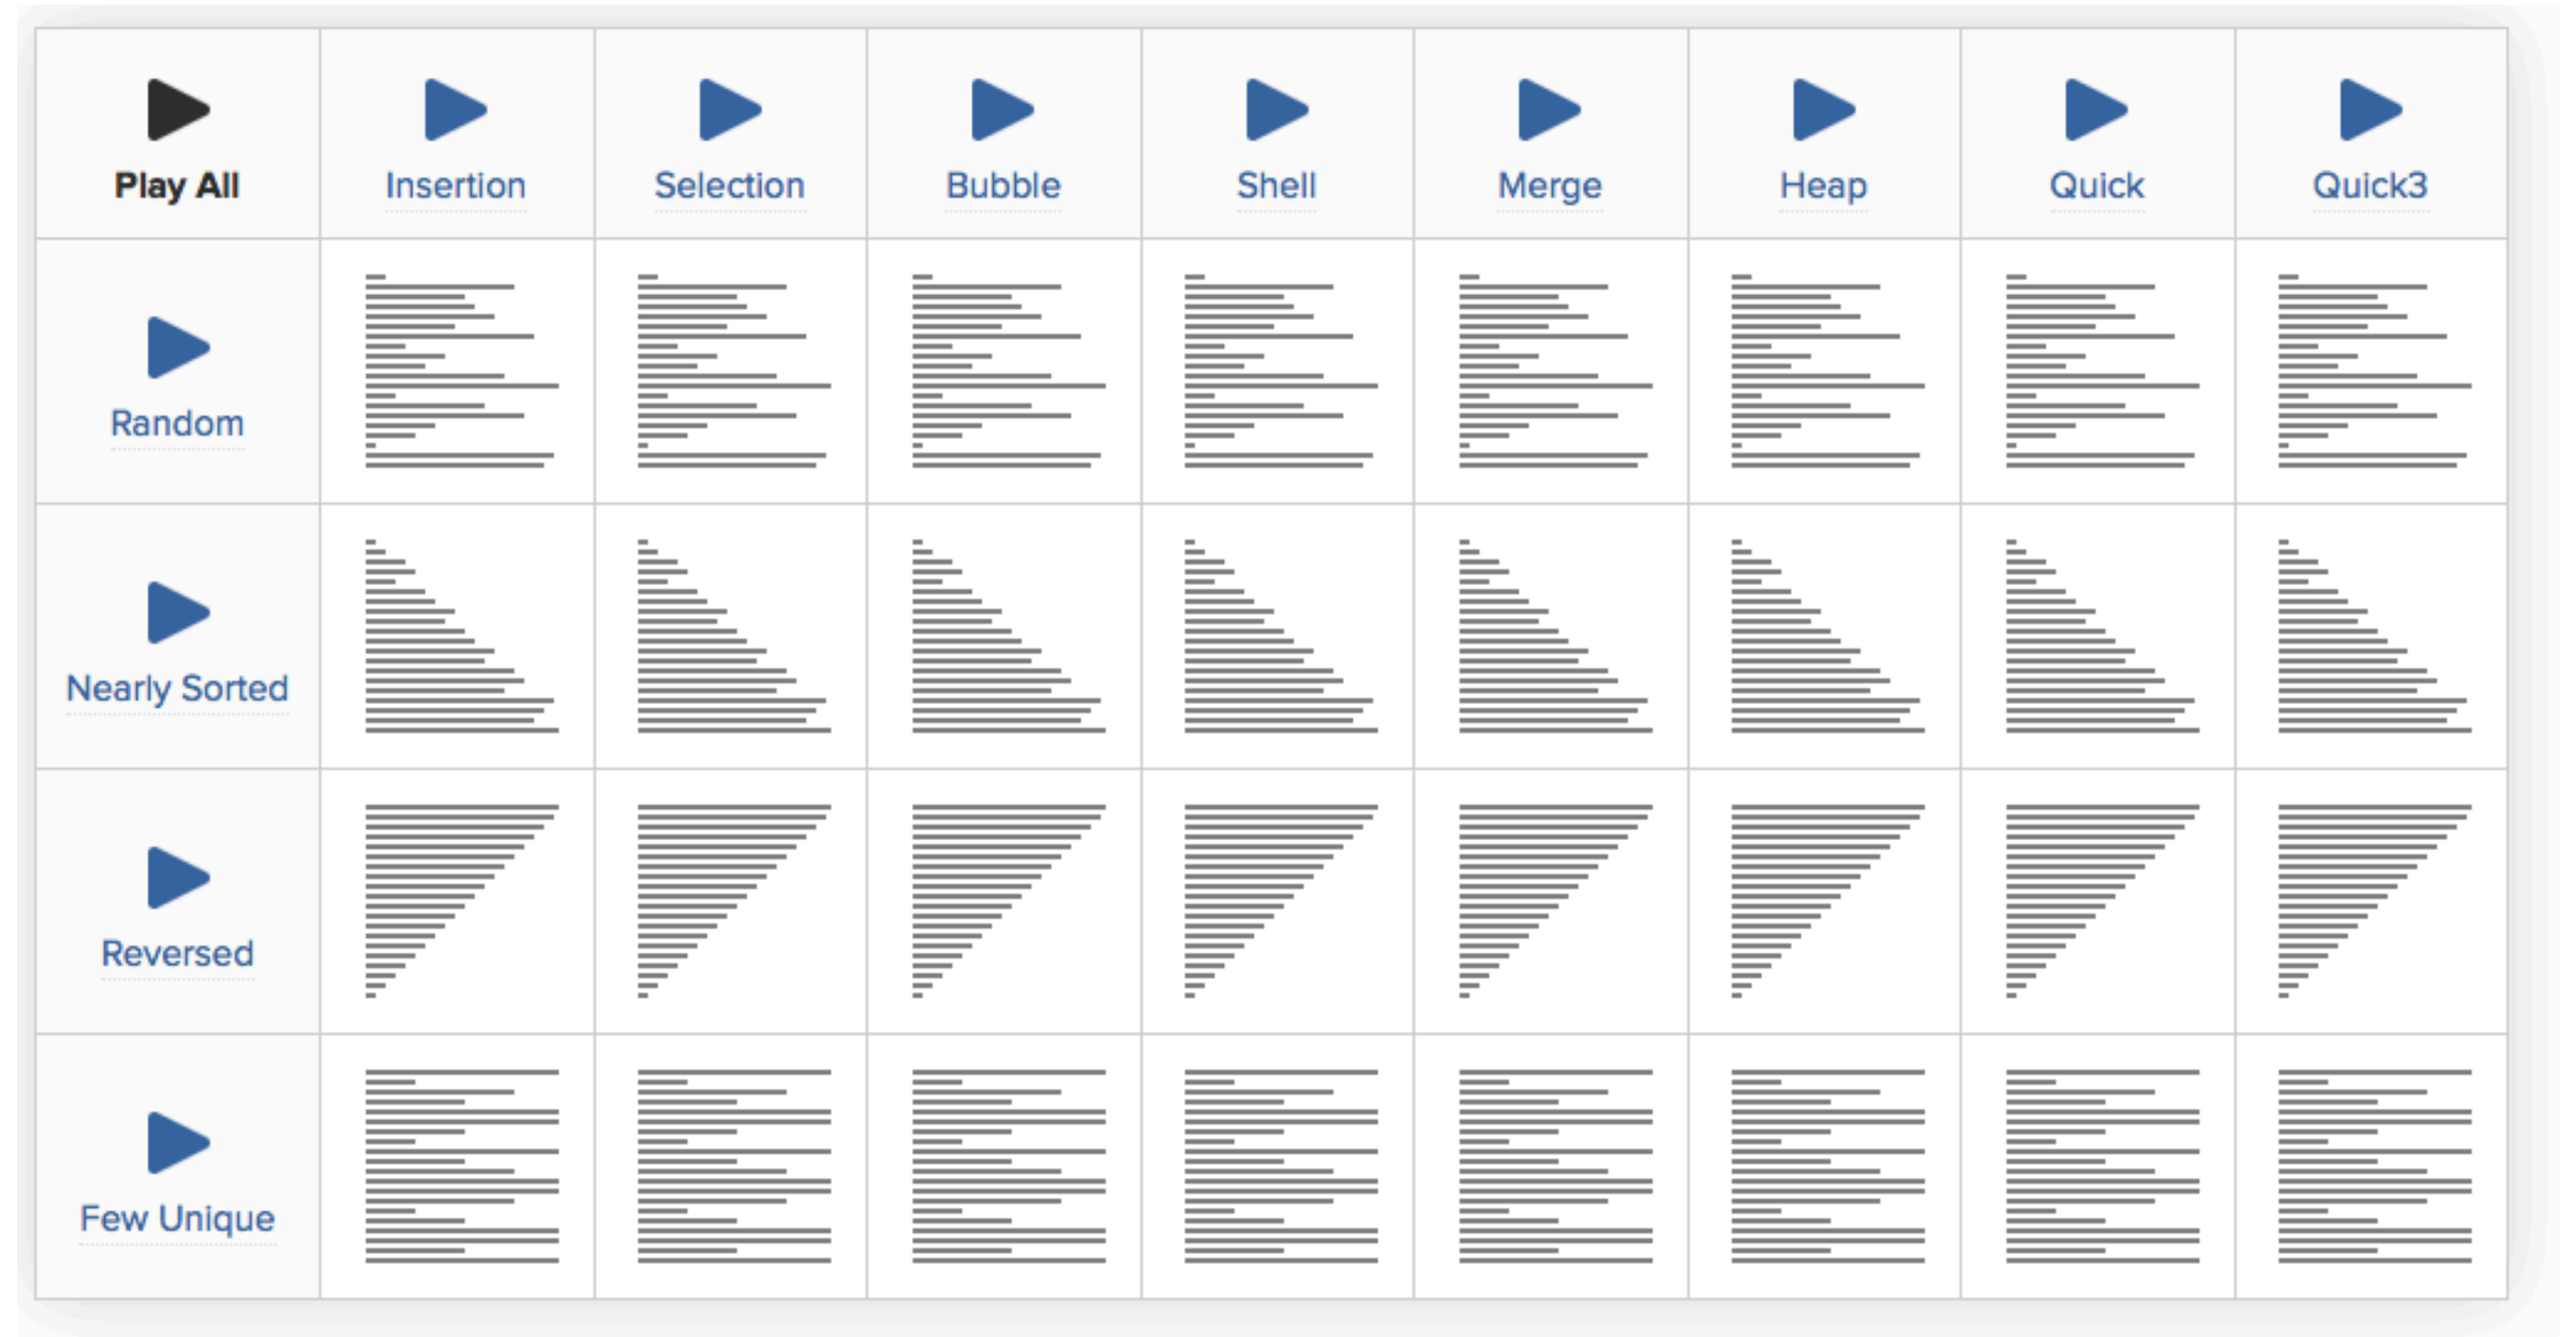 Play All
Insertion
Selection
Bubble
Shell
Merge
Heap
Quick
Quick3
Random
Nearly Sorted
Reversed
Few Unique